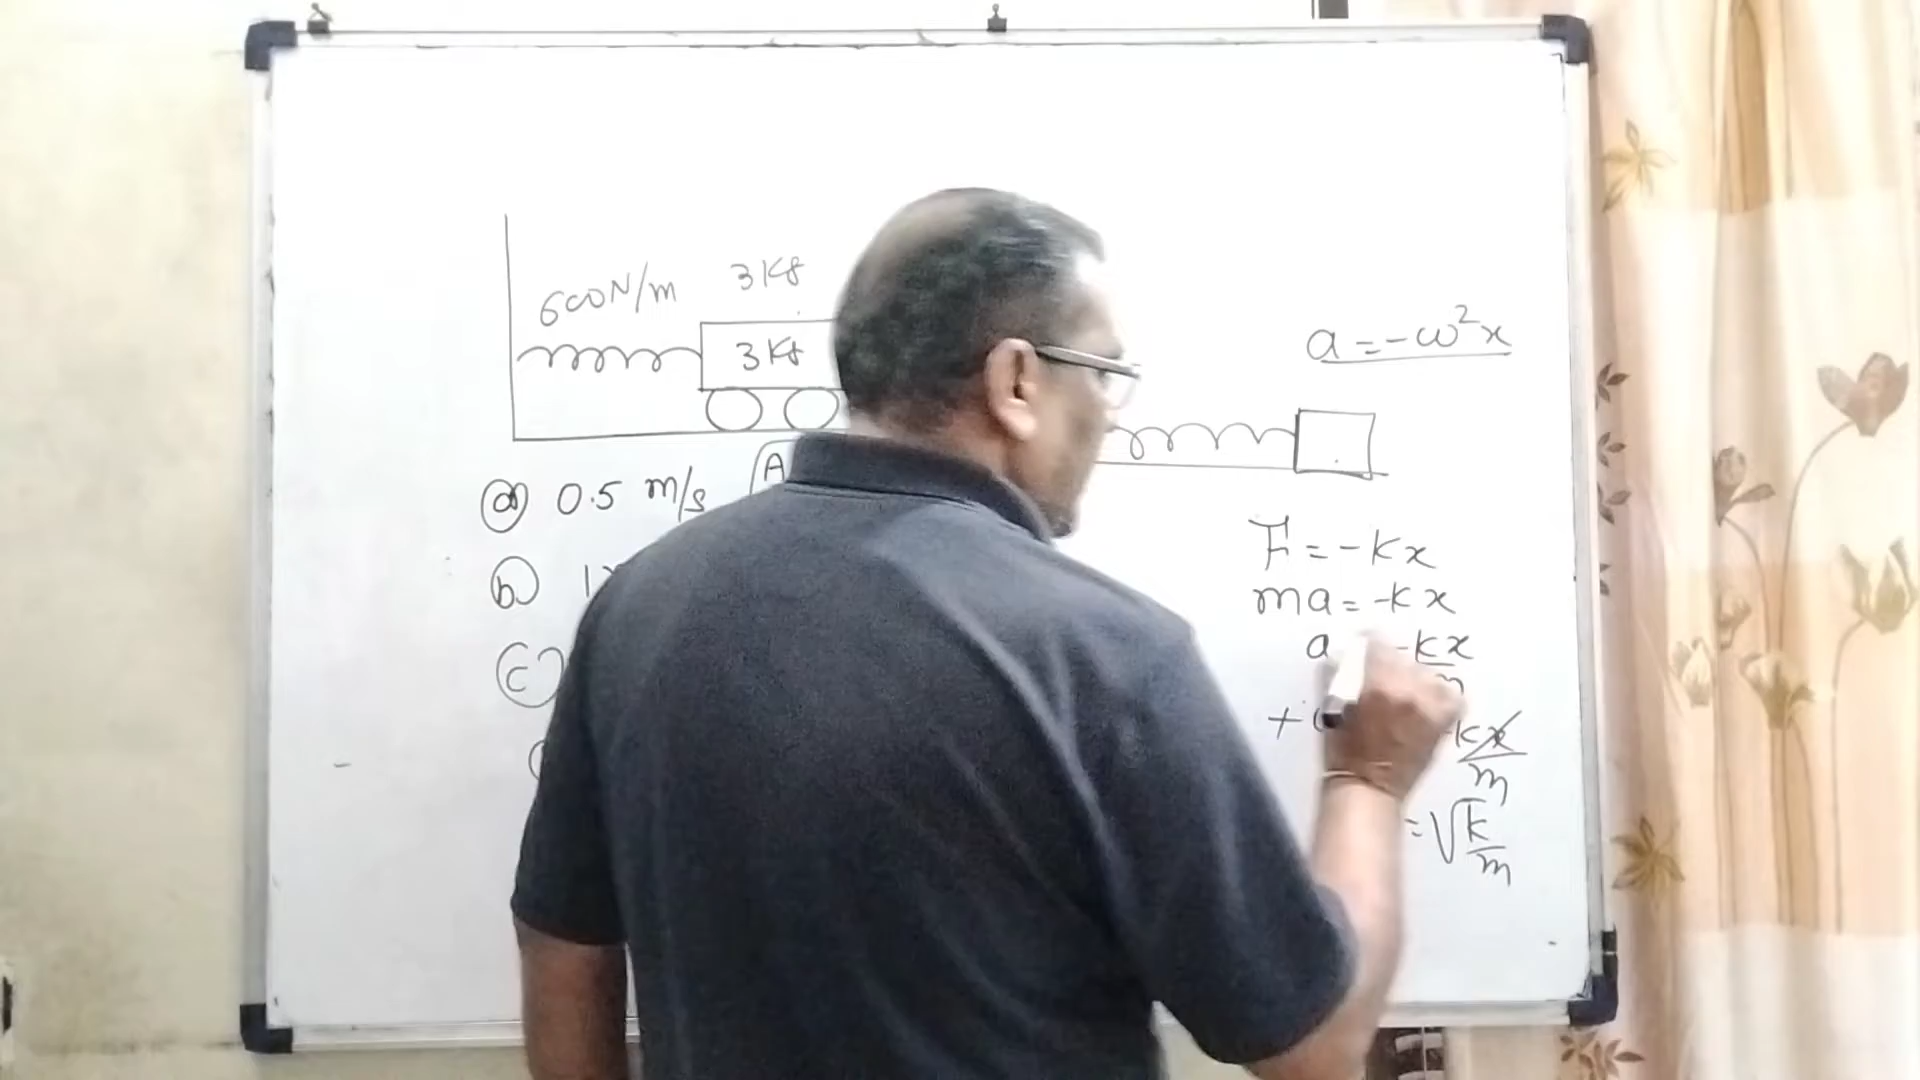 600N/m 3Kg
3Kg
a = -ω²x
(a) 0.5 m/s
A
(b) 1
(c)
F = -kx
ma = -kx
a -kx
+
kx
m
= √k/m